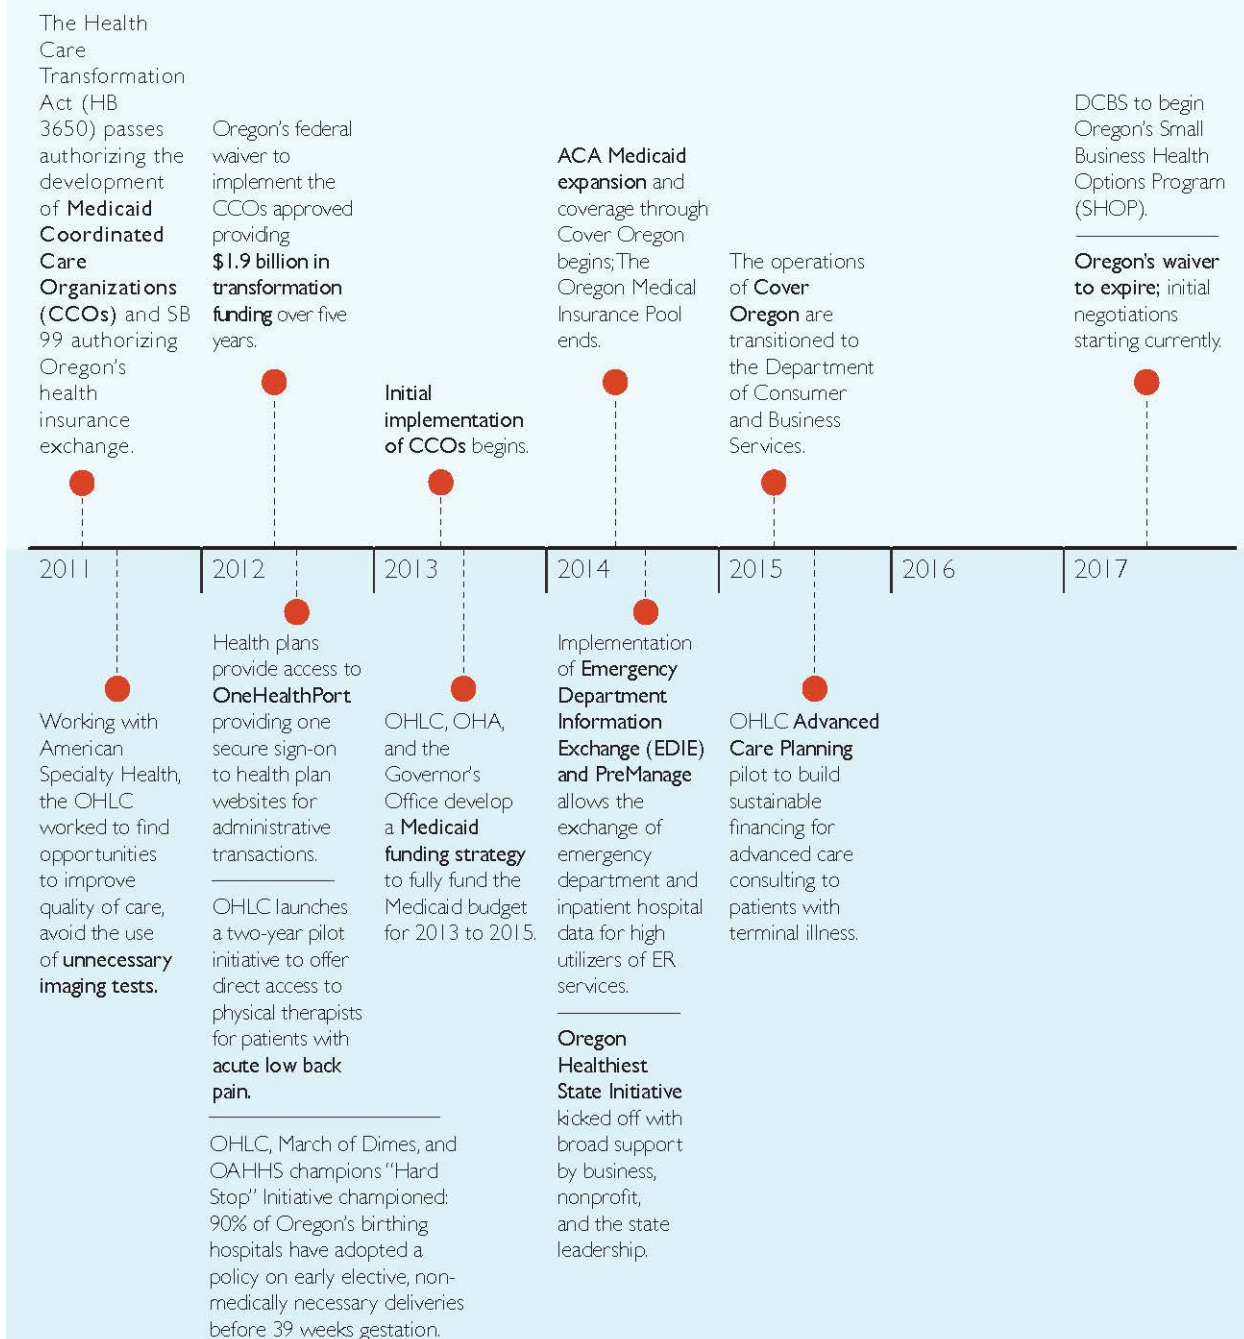 The Health
Care
Transformation
Act (HB
3650) passes
authorizing the
development
of Medicaid
Coordinated
Care
Organizations
(CCOs) and SB
99 authorizing
Oregon's
health
insurance
exchange.
Oregon's federal
waiver to
implement the
CCOs approved
providing
$1.9 billion in
transformation
funding over five
years.
Initial
implementation
of CCOs begins.
ACA Medicaid
expansion and
coverage through
Cover Oregon
begins; The
Oregon Medical
Insurance Pool
ends.
The operations
of Cover
Oregon are
transitioned to
the Department
of Consumer
and Business
Services.
DCBS to begin
Oregon's Small
Business Health
Options Program
(SHOP).
Oregon's waiver
to expire; initial
negotiations
starting currently.
2011
2012
2013
2014
2015
2016
2017
Working with
American
Specialty Health,
the OHLC
worked to find
opportunities
to improve
quality of care,
avoid the use
of unnecessary
imaging tests.
Health plans
provide access to
OneHealthPort
providing one
secure sign-on
to health plan
websites for
administrative
transactions.
OHLC launches
a two-year pilot
initiative to offer
direct access to
physical therapists
for patients with
acute low back
pain.
OHLC, March of Dimes, and
OAHHS champions "Hard
Stop" Initiative championed:
90% of Oregon's birthing
hospitals have adopted a
policy on early elective, non-
medically necessary deliveries
before 39 weeks gestation.
OHLC, OHA,
and the
Governor's
Office develop
a Medicaid
funding strategy
to fully fund the
Medicaid budget
for 2013 to 2015.
Implementation
of Emergency
Department
Information
Exchange (EDIE)
and PreManage
allows the
exchange of
emergency
department and
inpatient hospital
data for high
utilizers of ER
services.
Oregon
Healthiest
State Initiative
kicked off with
broad support
by business,
nonprofit,
and the state
leadership.
OHLC Advanced
Care Planning
pilot to build
sustainable
financing for
advanced care
consulting to
patients with
terminal illness.